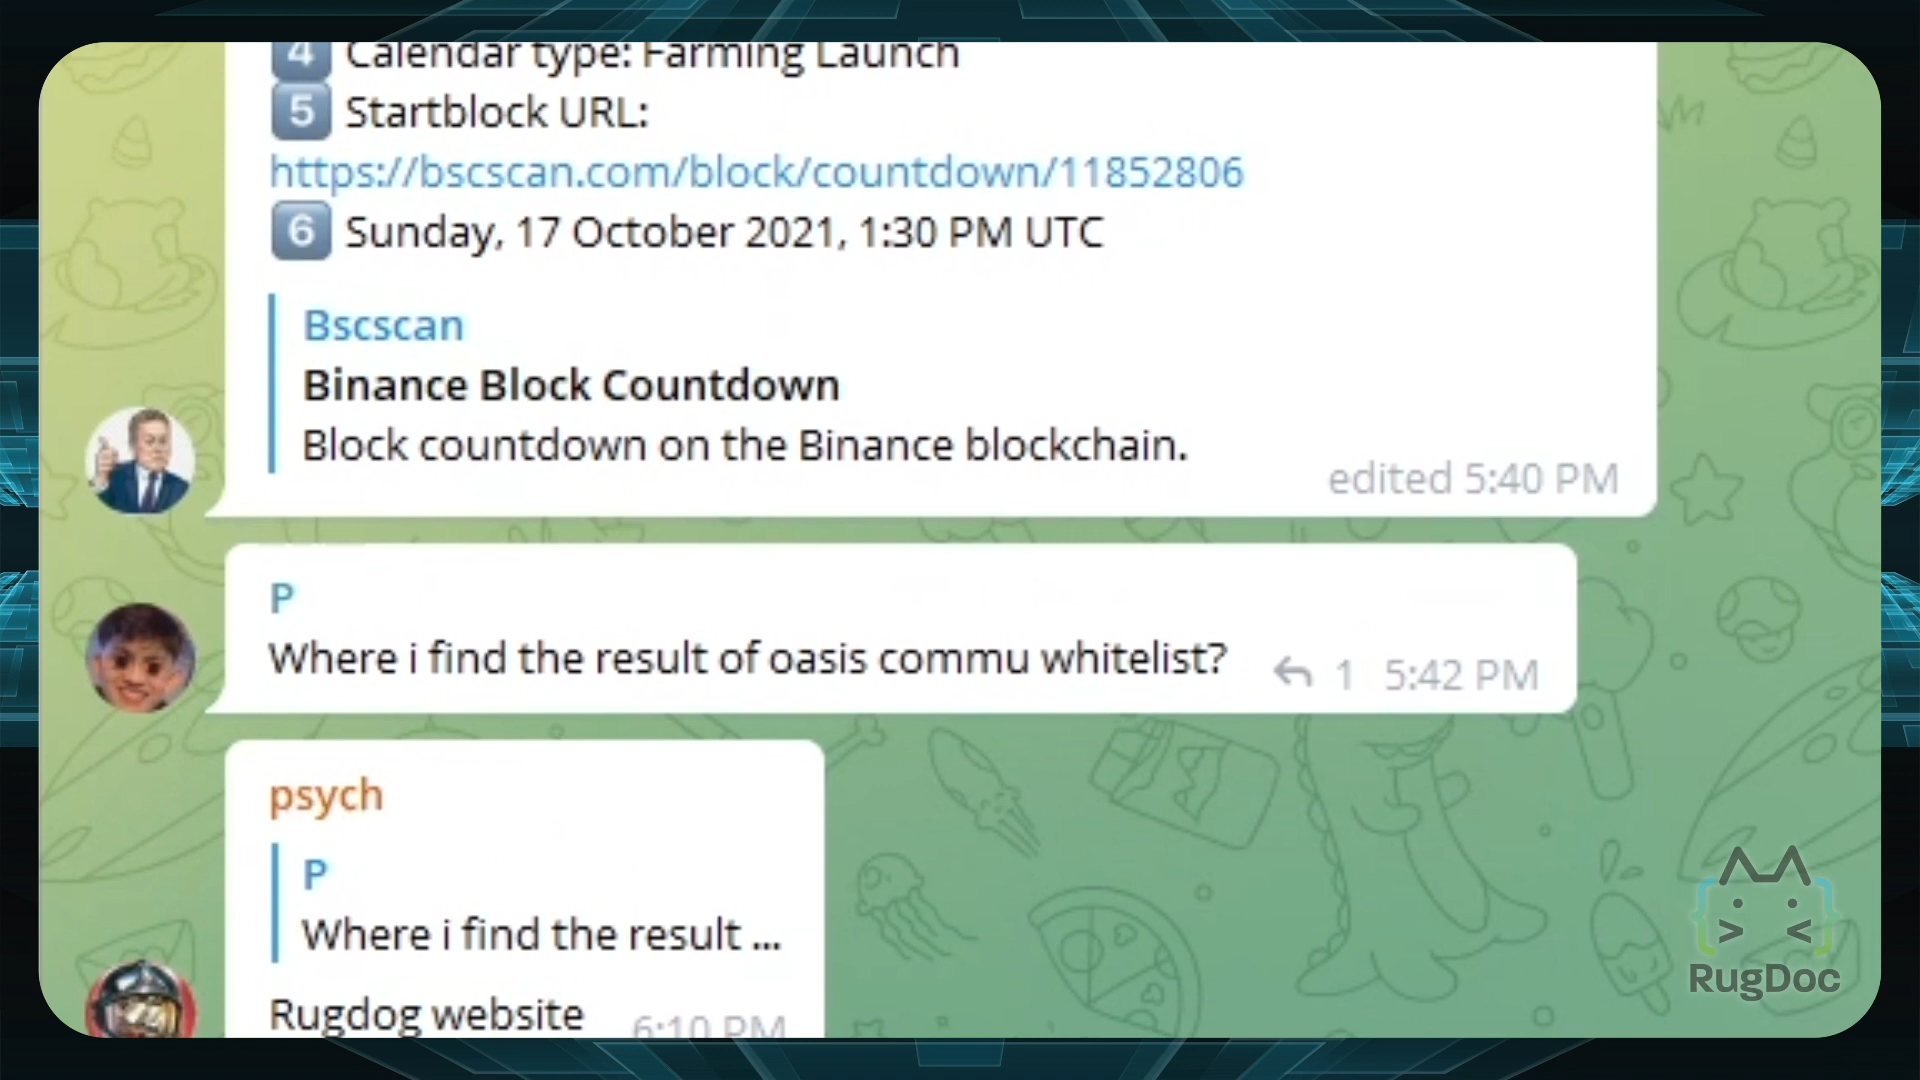 4 Calendar type: Farming Launch
5 Startblock URL:
https://bscscan.com/block/countdown/11852806
6 Sunday, 17 October 2021, 1:30 PM UTC
Bscscan
Binance Block Countdown
Block countdown on the Binance blockchain.
edited 5:40 PM
P
Where i find the result of oasis commu whitelist?
1 5:42 PM
psych
P
Where i find the result ...
Rugdog website 6:10 PM
RugDoc